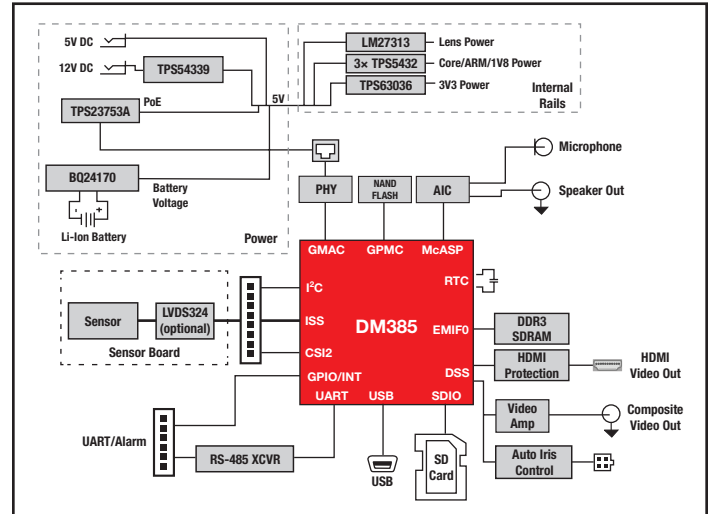 5V DC
12V DC
TPS54339
PoE
TPS23753A
5V
BQ24170
Battery
Voltage
- +
Li-Ion Battery
Power
LM27313
Lens Power
3× TPS5432
Core/ARM/1V8 Power
TPS63036
3V3 Power
Internal
Rails
PHY
NAND
FLASH
AIC
Microphone
Speaker Out
GMAC
GPMC
McASP
RTC
I²C
ISS
CSI2
GPIO/INT
DM385
EMIF0
DSS
UART
USB
SDIO
Sensor
LVDS324
(optional)
Sensor Board
DDR3
SDRAM
HDMI
Protection
HDMI
Video Out
Video
Amp
Composite
Video Out
Auto Iris
Control
UART/Alarm
RS-485 XCVR
USB
SD
Card